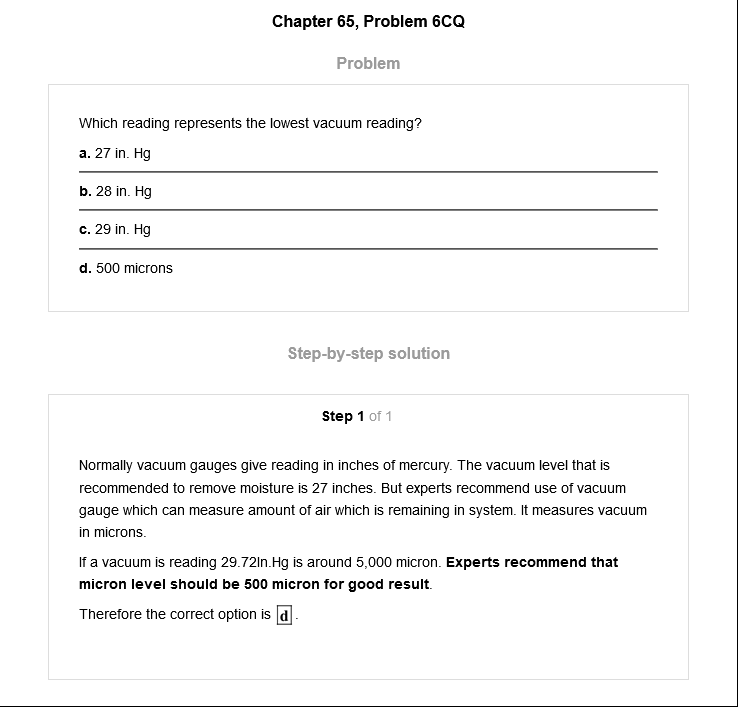 Chapter 65, Problem 6CQ
Problem
Which reading represents the lowest vacuum reading?
a. 27 in. Hg
b. 28 in. Hg
c. 29 in. Hg
d. 500 microns
Step-by-step solution
Step 1 of 1
Normally vacuum gauges give reading in inches of mercury. The vacuum level that is
recommended to remove moisture is 27 inches. But experts recommend use of vacuum
gauge which can measure amount of air which is remaining in system. It measures vacuum
in microns.
If a vacuum is reading 29.72In.Hg is around 5,000 micron. Experts recommend that
micron level should be 500 micron for good result.
Therefore the correct option is d.